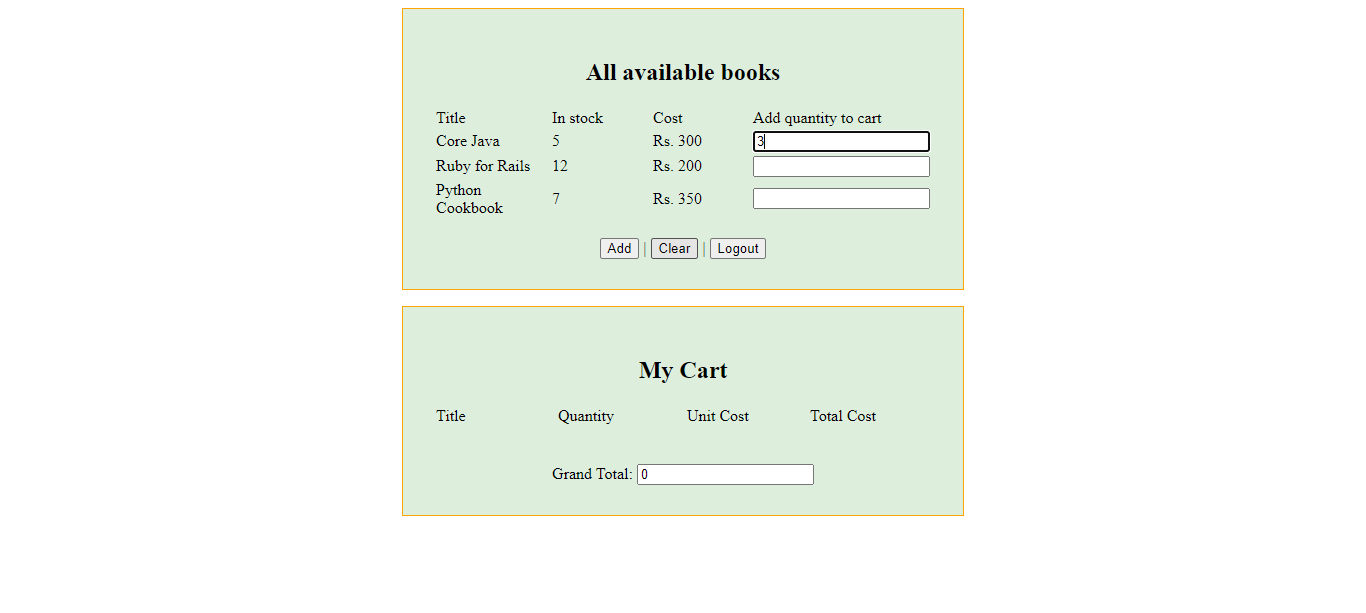 All available books
Title In stock Cost Add quantity to cart
Core Java 5 Rs. 300 3
Ruby for Rails 12 Rs. 200
Python Cookbook 7 Rs. 350
Add | Clear | Logout
My Cart
Title Quantity Unit Cost Total Cost
Grand Total: 0